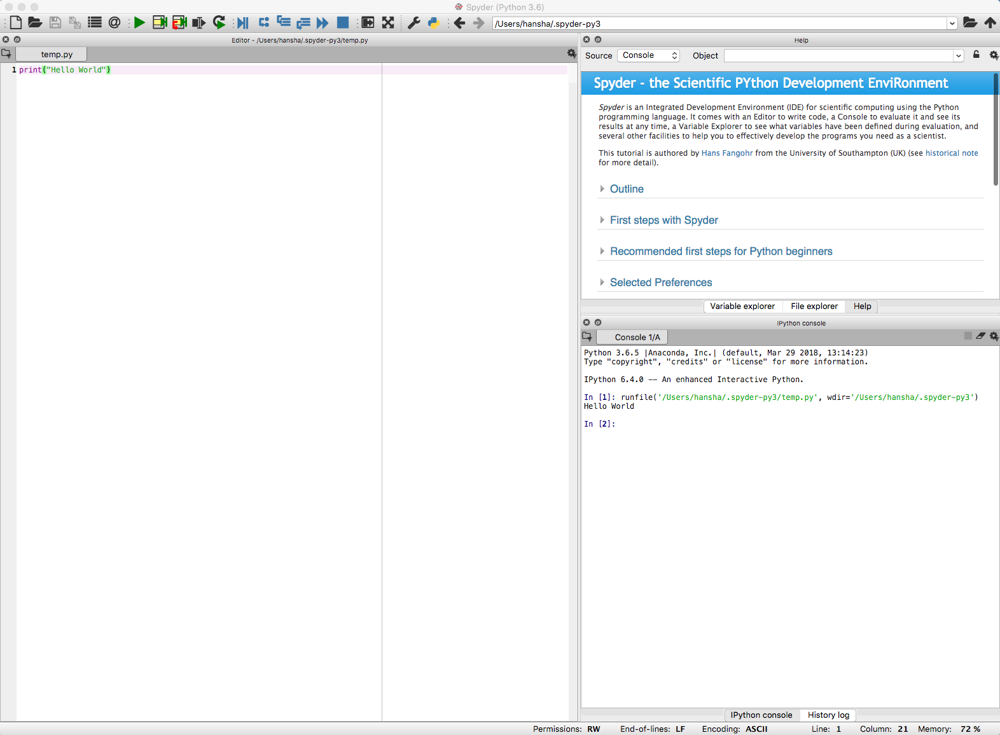 Spyder (Python 3.6)
/Users/hansha/.spyder-py3
Editor - /Users/hansha/.spyder-py3/temp.py
temp.py
1 print("Hello World")
Help
Source Console Object
Spyder - the Scientific PYthon Development EnviRonment
Spyder is an Integrated Development Environment (IDE) for scientific computing using the Python
programming language. It comes with an Editor to write code, a Console to evaluate it and see its
results at any time, a Variable Explorer to see what variables have been defined during evaluation, and
several other facilities to help you to effectively develop the programs you need as a scientist.
This tutorial is authored by Hans Fangohr from the University of Southampton (UK) (see historical note
for more detail).
Outline
First steps with Spyder
Recommended first steps for Python beginners
Selected Preferences
Variable explorer File explorer Help
IPython console
Console 1/A
Python 3.6.5 |Anaconda, Inc.| (default, Mar 29 2018, 13:14:23)
Type "copyright", "credits" or "license" for more information.
IPython 6.4.0 -- An enhanced Interactive Python.
In [1]: runfile('/Users/hansha/.spyder-py3/temp.py', wdir='/Users/hansha/.spyder-py3')
Hello World
In [2]:
IPython console History log
Permissions: RW End-of-lines: LF Encoding: ASCII Line: 1 Column: 21 Memory: 72 %